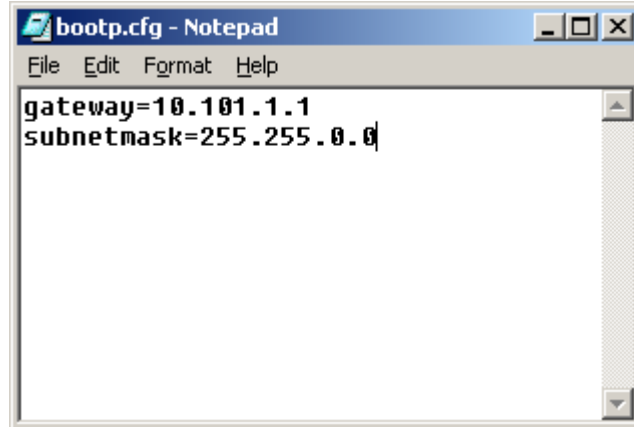 bootp.cfg - Notepad
File Edit Format Help
gateway=10.101.1.1
subnetmask=255.255.0.0